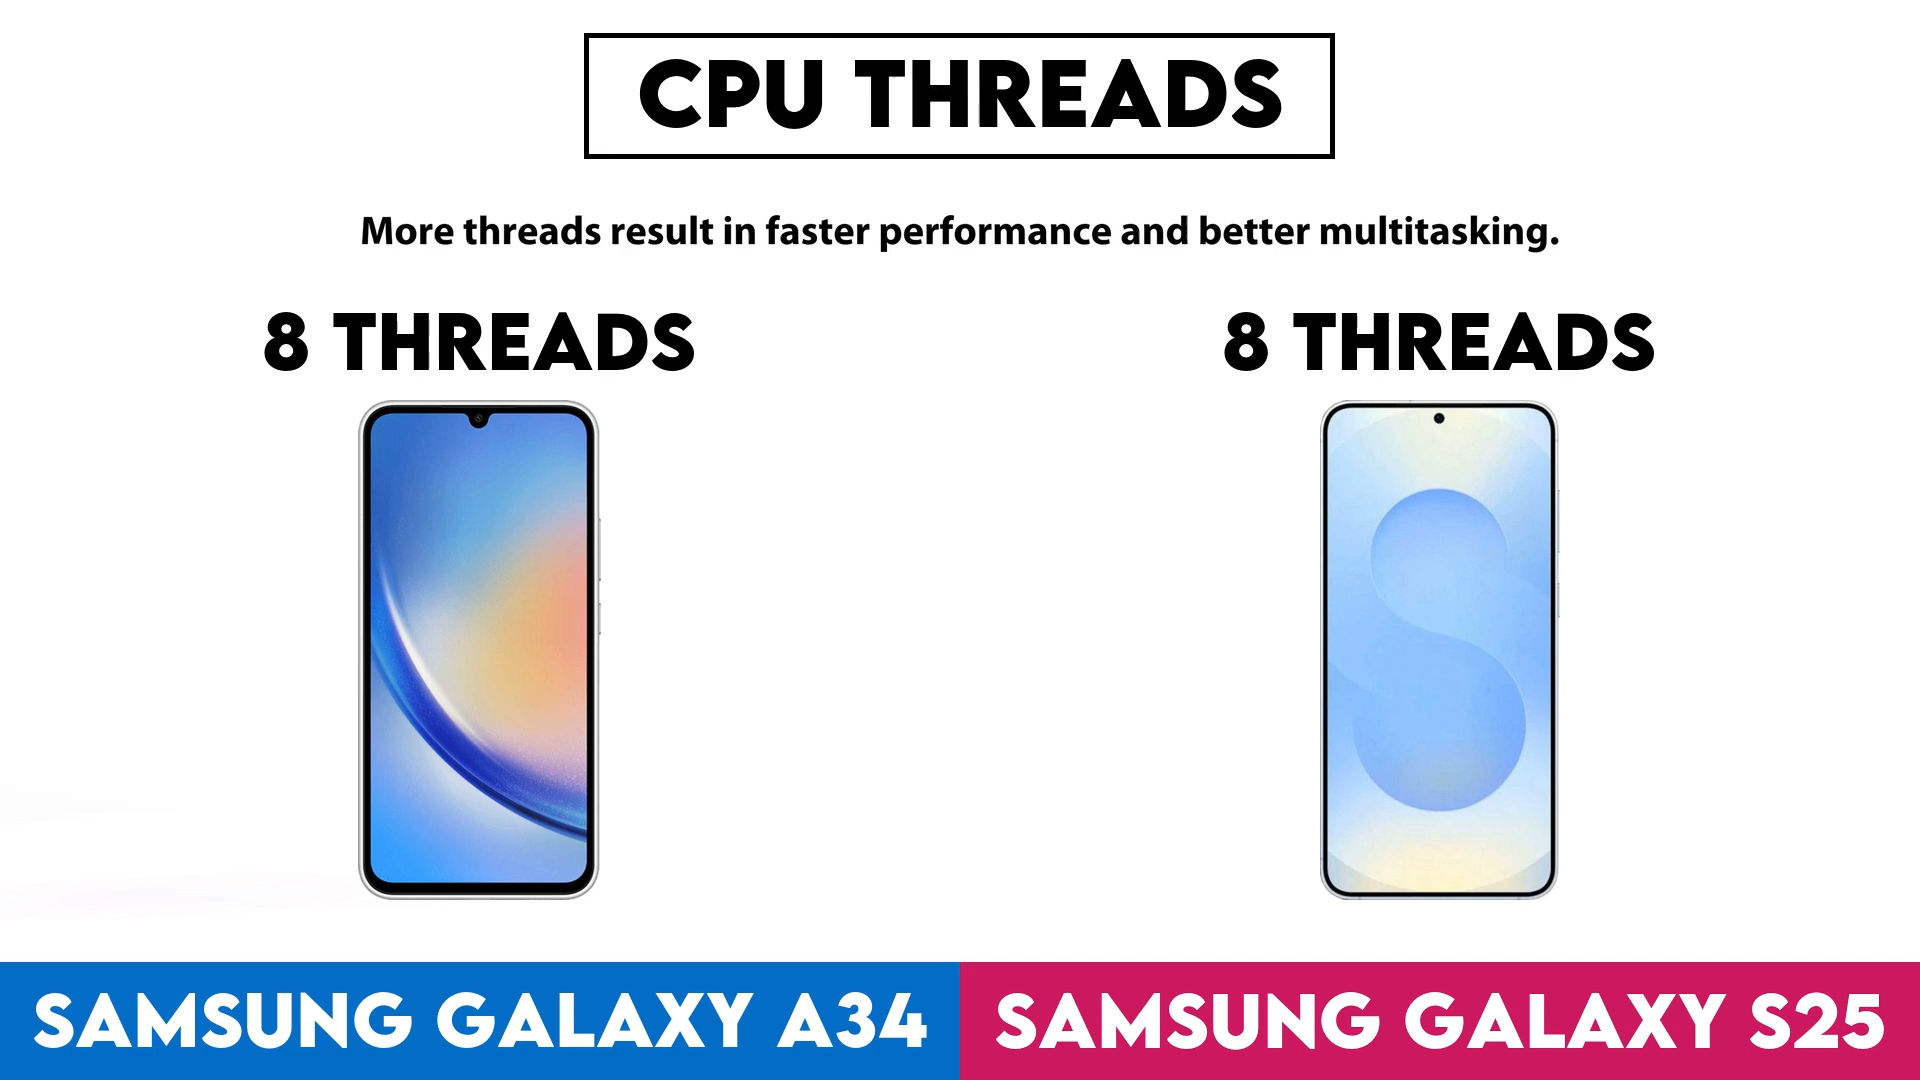 CPU THREADS
More threads result in faster performance and better multitasking.
8 THREADS
8 THREADS
SAMSUNG GALAXY A34
SAMSUNG GALAXY S25